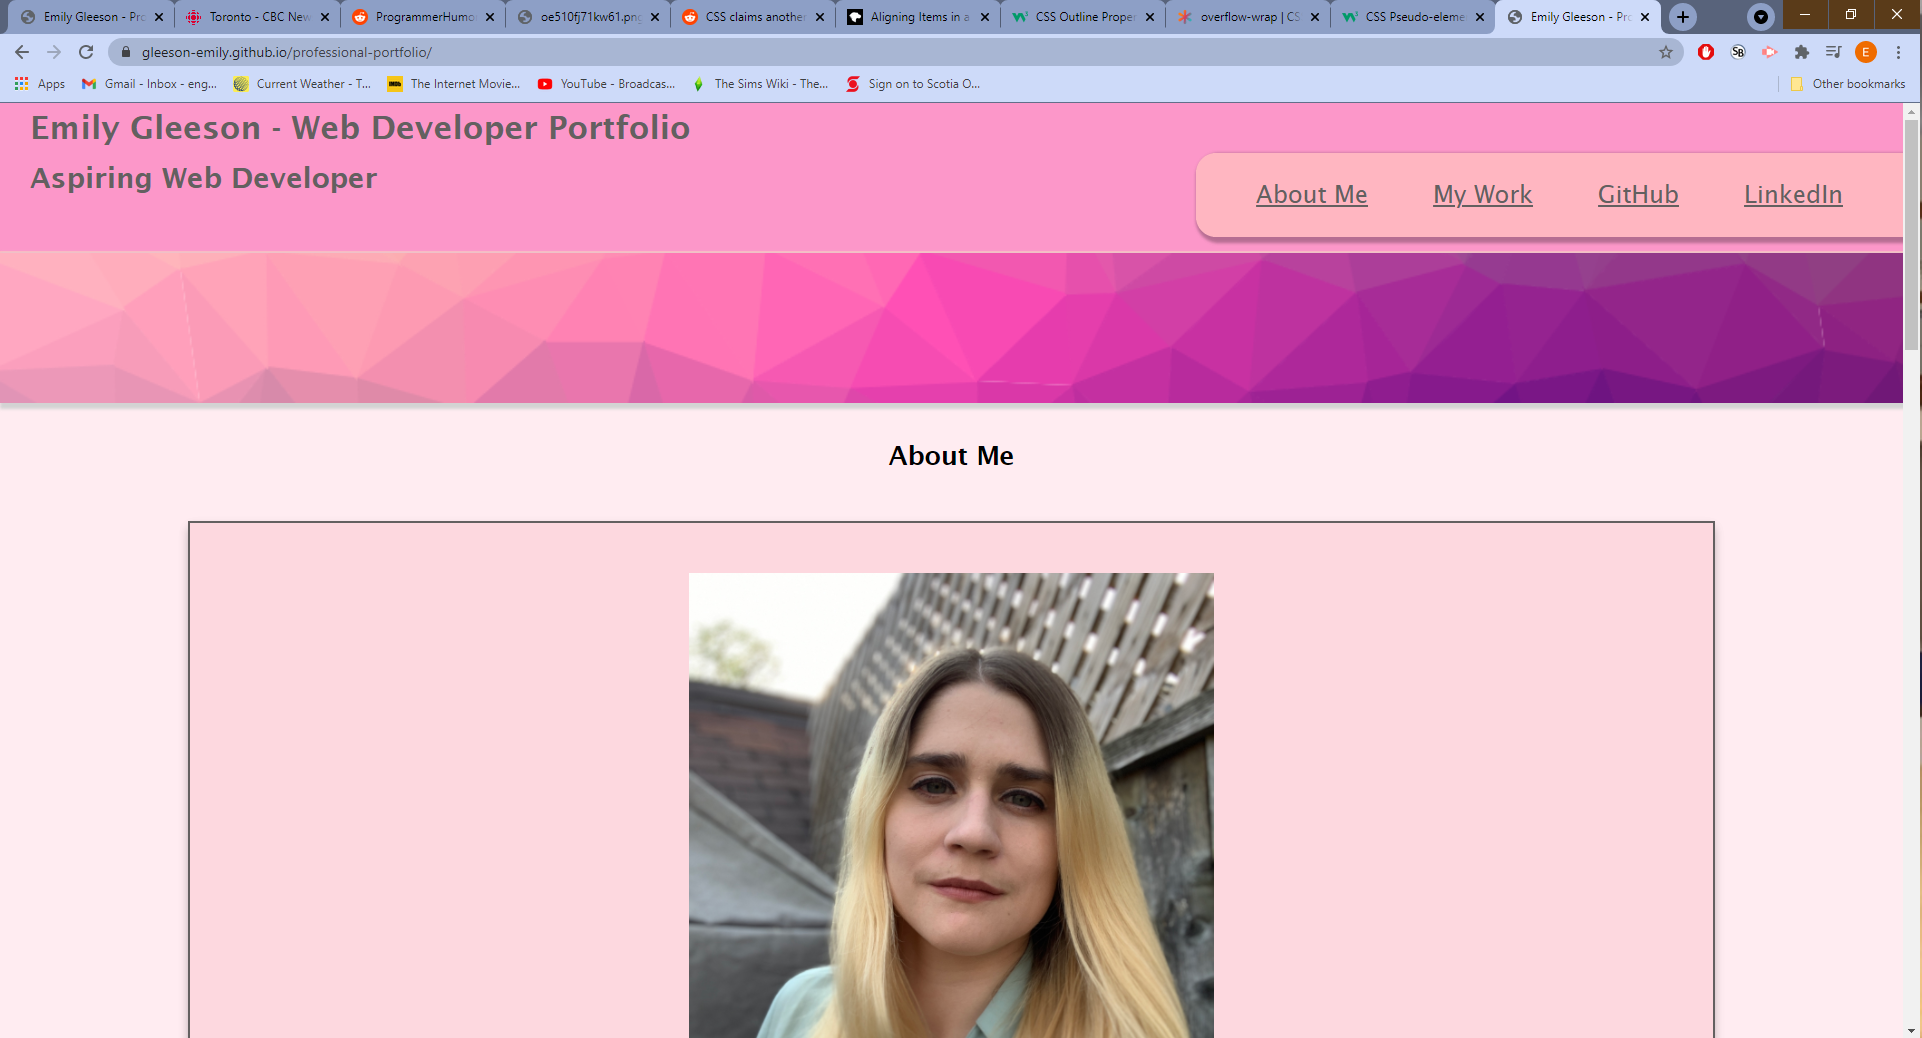 Emily Gleeson - Pro
Toronto - CBC New
ProgrammerHumo
oe510fj71kw61.png
CSS claims another
Aligning Items in a
CSS Outline Proper
overflow-wrap | CS
CSS Pseudo-eleme
Emily Gleeson - Pro
gleeson-emily.github.io/professional-portfolio/
E
Apps
Gmail - Inbox - eng...
Current Weather - T...
The Internet Movie...
YouTube - Broadcas...
The Sims Wiki - The...
Sign on to Scotia O...
Other bookmarks
Emily Gleeson - Web Developer Portfolio
Aspiring Web Developer
About Me
My Work
GitHub
LinkedIn
About Me